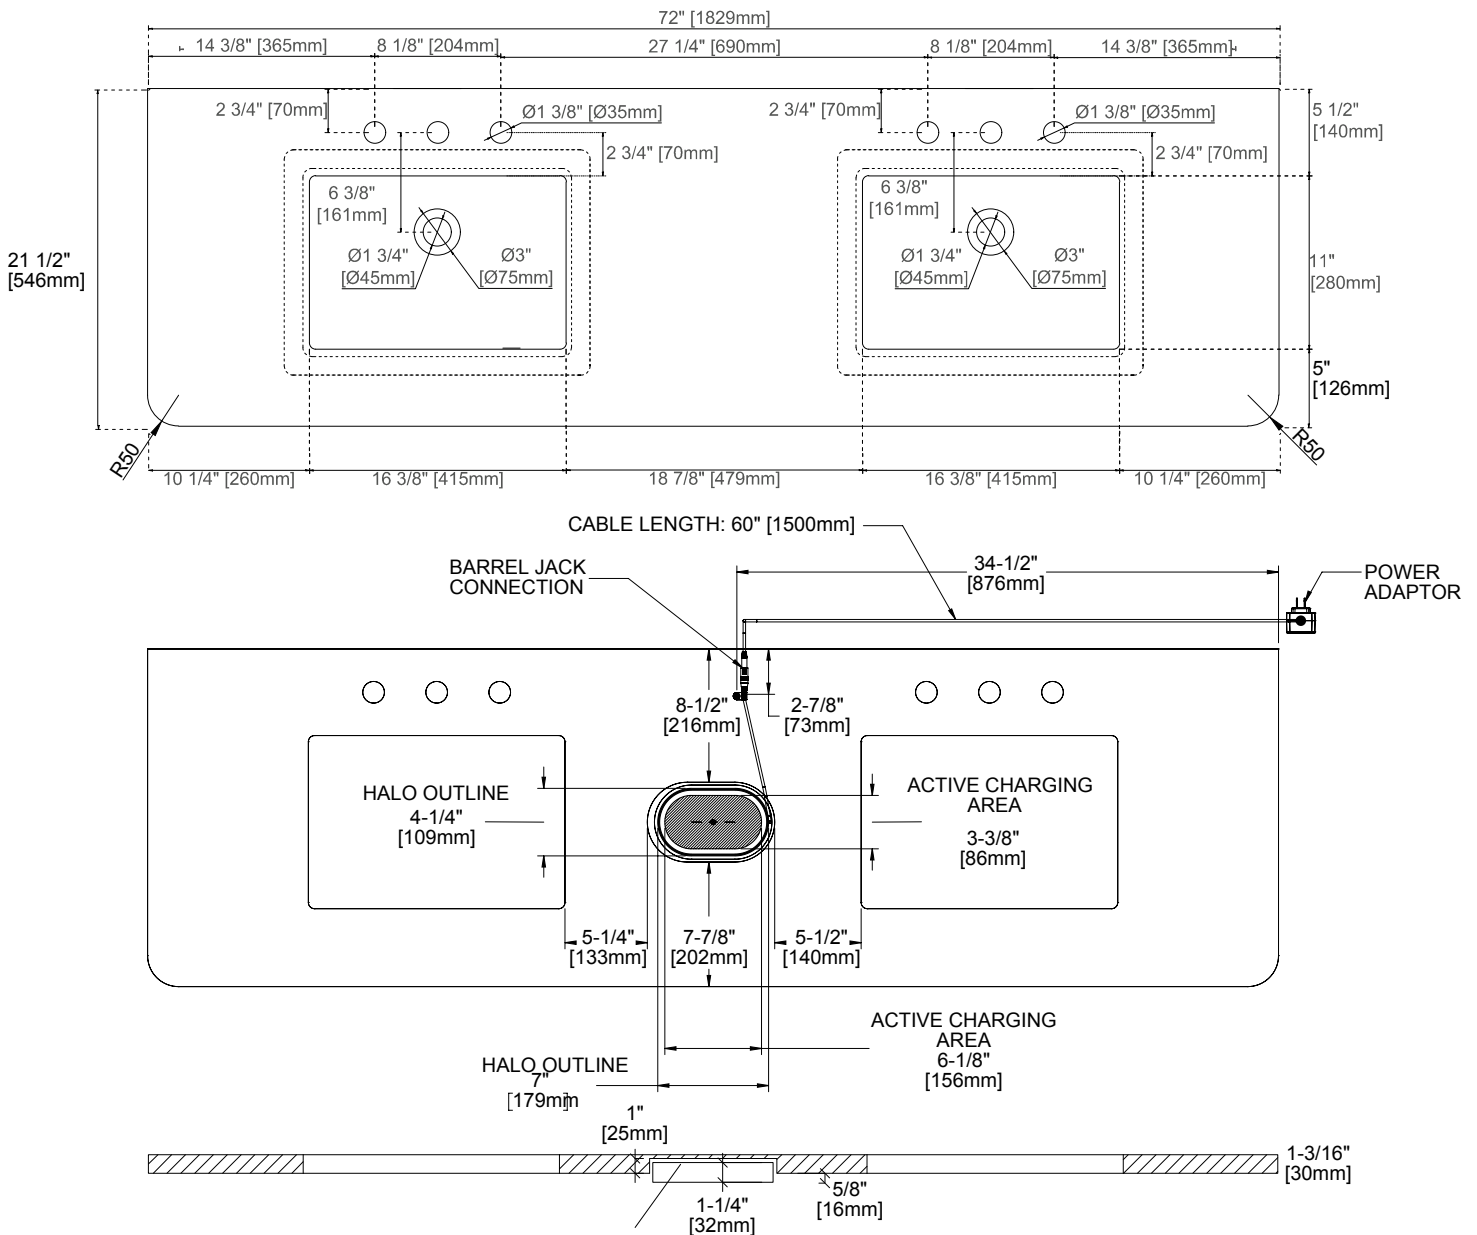 72" [1829mm]
14 3/8" [365mm]
8 1/8" [204mm]
27 1/4" [690mm]
8 1/8" [204mm]
14 3/8" [365mm]
2 3/4" [70mm]
Ø1 3/8" [Ø35mm]
2 3/4" [70mm]
Ø1 3/8" [Ø35mm]
5 1/2"
[140mm]
2 3/4" [70mm]
2 3/4" [70mm]
6 3/8"
[161mm]
6 3/8"
[161mm]
21 1/2"
[546mm]
Ø1 3/4"
[Ø45mm]
Ø3"
[Ø75mm]
Ø1 3/4"
[Ø45mm]
Ø3"
[Ø75mm]
11"
[280mm]
5"
[126mm]
R50
R50
10 1/4" [260mm]
16 3/8" [415mm]
18 7/8" [479mm]
16 3/8" [415mm]
10 1/4" [260mm]
CABLE LENGTH: 60" [1500mm]
BARREL JACK
CONNECTION
34-1/2"
[876mm]
POWER
ADAPTOR
8-1/2"
[216mm]
2-7/8"
[73mm]
HALO OUTLINE
4-1/4"
[109mm]
ACTIVE CHARGING
AREA
3-3/8"
[86mm]
5-1/4"
[133mm]
7-7/8"
[202mm]
5-1/2"
[140mm]
ACTIVE CHARGING
AREA
6-1/8"
[156mm]
HALO OUTLINE
7"
[179mm]
1"
[25mm]
1-3/16"
[30mm]
5/8"
[16mm]
1-1/4"
[32mm]